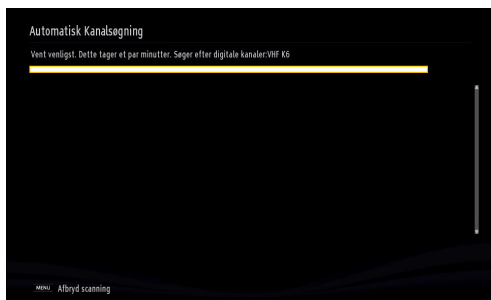 Automatisk Kanalsøgning
Vent venligst. Dette tager et par minutter. Søger efter digitale kanaler:VHF K6
MENU Afbryd scanning